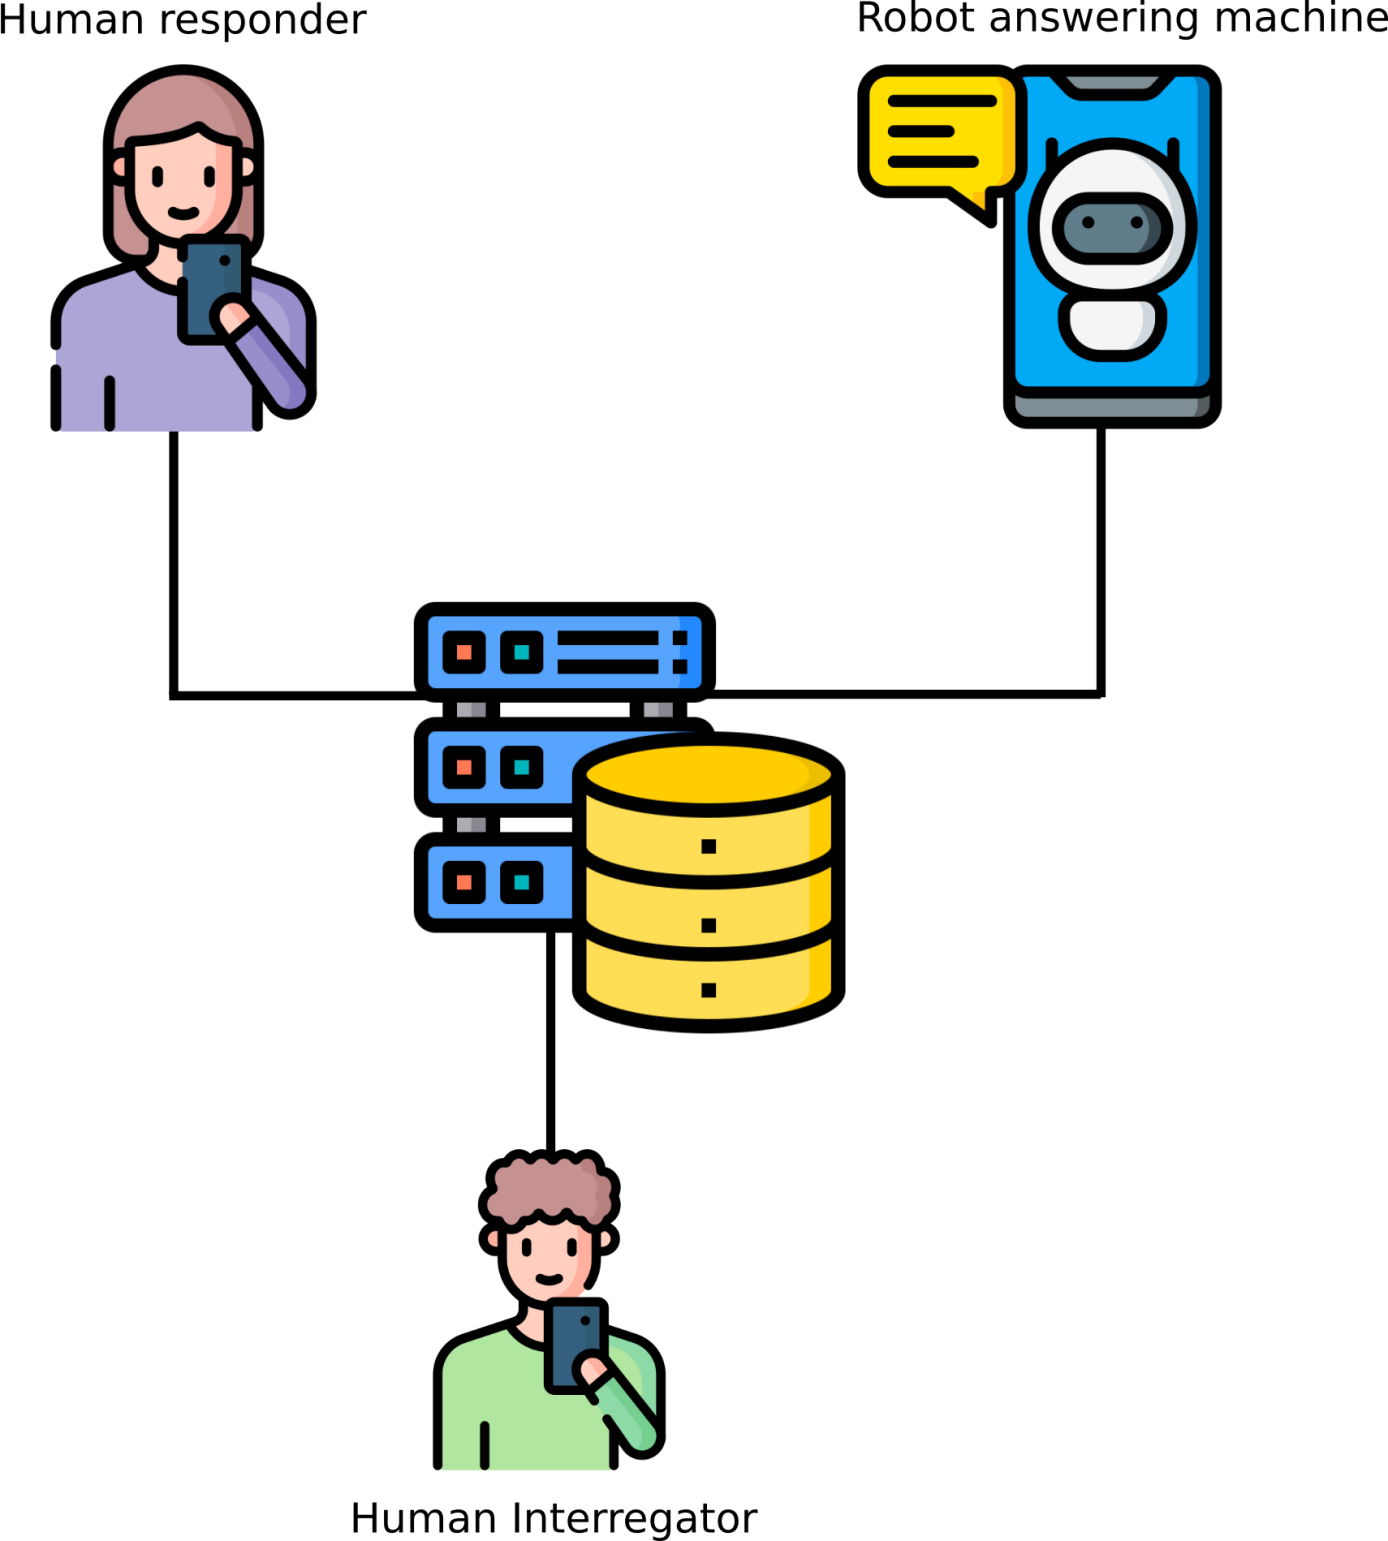 Human responder
Robot answering machine
Human Interregator